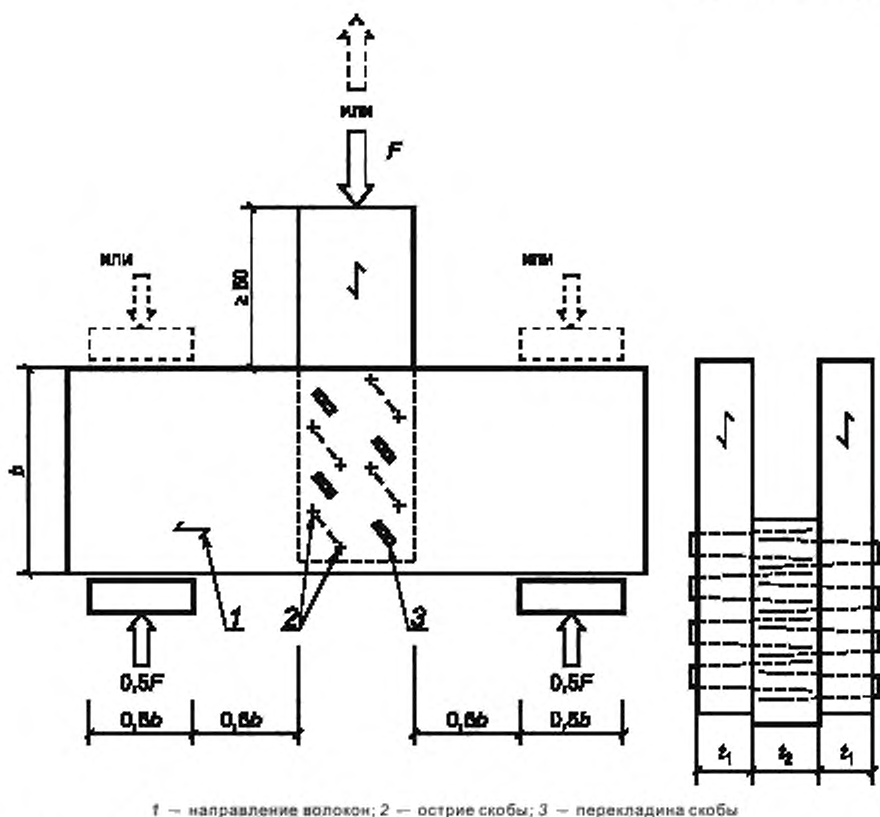 или
F
или
или
b
1
2
3
0,5F
0,5F
0,5b
0,5b
0,5b
0,5b
t₁
t₂
t₁
1 — направление волокон; 2 — острие скобы; 3 — перекладина скобы